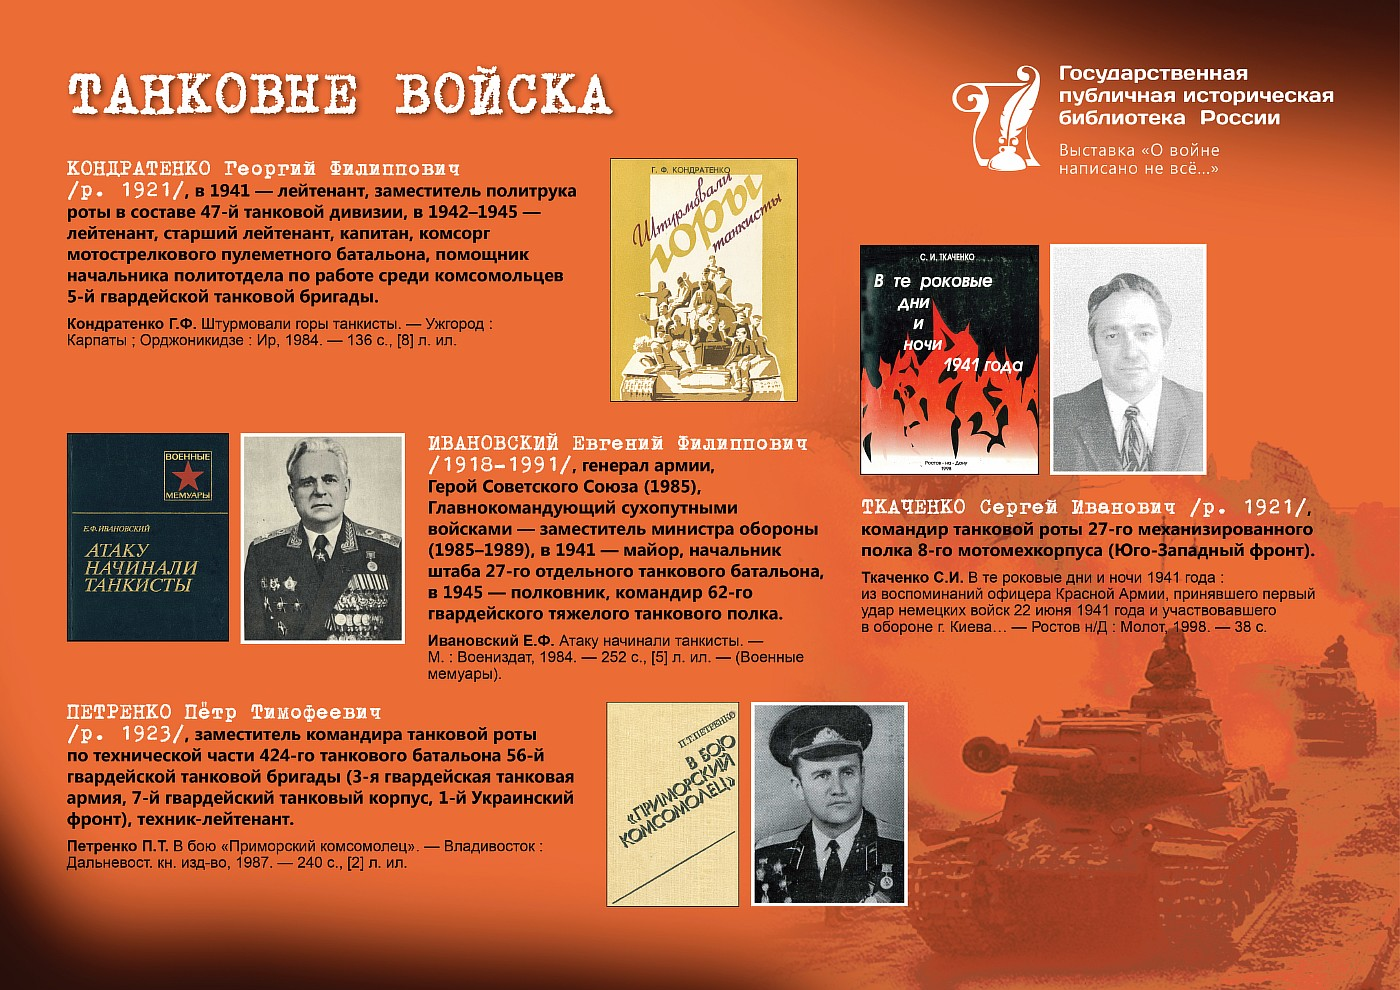 ТАНКОВЫЕ ВОЙСКА
Государственная
публичная историческая
библиотека России
Выставка «О войне
написано не всё...»
КОНДРАТЕНКО Георгий Филиппович
/р. 1921/, в 1941 — лейтенант, заместитель политрука
роты в составе 47-й танковой дивизии, в 1942–1945 —
лейтенант, старший лейтенант, капитан, комсорг
мотострелкового пулеметного батальона, помощник
начальника политотдела по работе среди комсомольцев
5-й гвардейской танковой бригады.
Кондратенко Г.Ф. Штурмовали горы танкисты. — Ужгород :
Карпаты ; Орджоникидзе : Ир, 1984. — 136 с., [8] л. ил.
Г. Ф. КОНДРАТЕНКО
Штурмовали
горы
танкисты
ВОЕННЫЕ
МЕМУАРЫ
Е.Ф.ИВАНОВСКИЙ
АТАКУ
НАЧИНАЛИ
ТАНКИСТЫ
ИВАНОВСКИЙ Евгений Филиппович
/1918-1991/, генерал армии,
Герой Советского Союза (1985),
Главнокомандующий сухопутными
войсками — заместитель министра обороны
(1985–1989), в 1941 — майор, начальник
штаба 27-го отдельного танкового батальона,
в 1945 — полковник, командир 62-го
гвардейского тяжелого танкового полка.
Ивановский Е.Ф. Атаку начинали танкисты. —
М. : Воениздат, 1984. — 252 с., [5] л. ил. — (Военные
мемуары).
ПЕТРЕНКО Пётр Тимофеевич
/р. 1923/, заместитель командира танковой роты
по технической части 424-го танкового батальона 56-й
гвардейской танковой бригады (3-я гвардейская танковая
армия, 7-й гвардейский танковый корпус, 1-й Украинский
фронт), техник-лейтенант.
Петренко П.Т. В бою «Приморский комсомолец». — Владивосток :
Дальневост. кн. изд-во, 1987. — 240 с., [2] л. ил.
П.Т.ПЕТРЕНКО
В БОЮ
«ПРИМОРСКИЙ
КОМСОМОЛЕЦ»
С. И. ТКАЧЕНКО
В те роковые
дни
и
ночи
1941 года
Ростов - на - Дону
1998
ТКАЧЕНКО Сергей Иванович /р. 1921/,
командир танковой роты 27-го механизированного
полка 8-го мотомехкорпуса (Юго-Западный фронт).
Ткаченко С.И. В те роковые дни и ночи 1941 года :
из воспоминаний офицера Красной Армии, принявшего первый
удар немецких войск 22 июня 1941 года и участвовавшего
в обороне г. Киева… — Ростов н/Д : Молот, 1998. — 38 с.